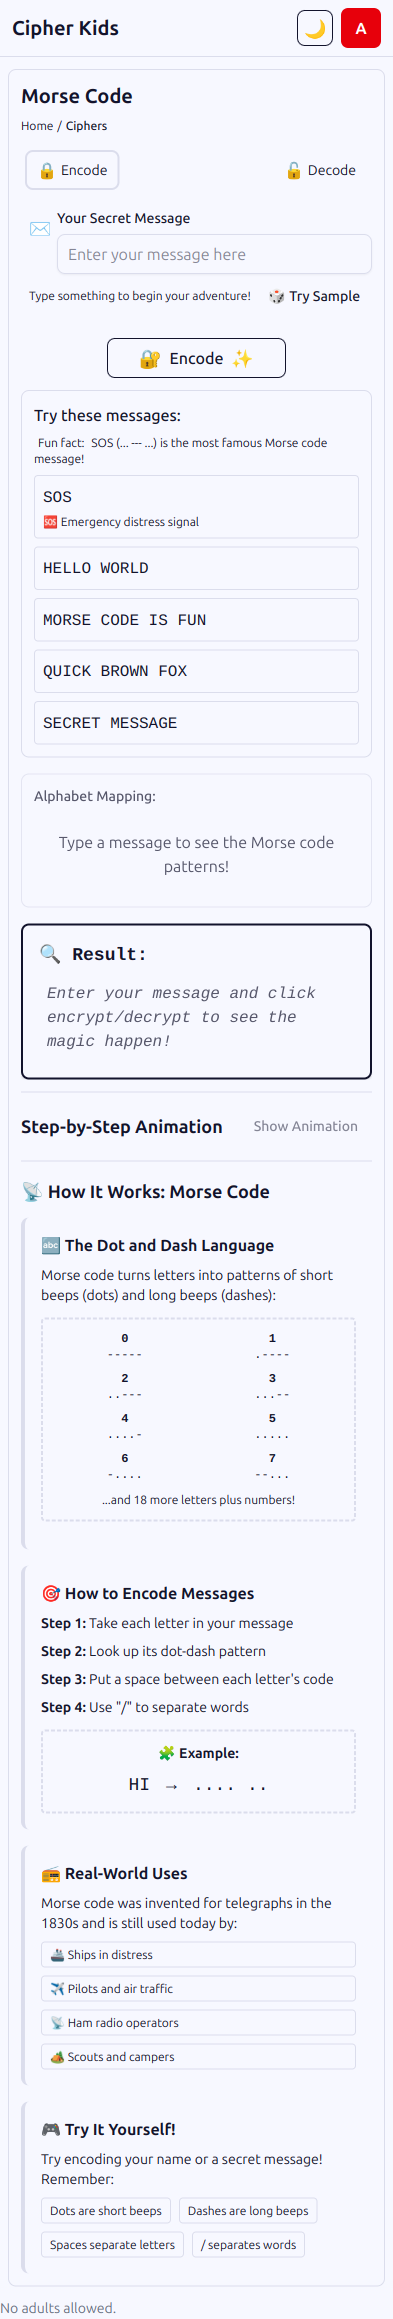 Cipher Kids
🌙
A
Morse Code
Home / Ciphers
🔒 Encode
🔓 Decode
✉️ Your Secret Message
Enter your message here
Type something to begin your adventure!
🎲 Try Sample
🔐 Encode ✨
Try these messages:
Fun fact: SOS (... --- ...) is the most famous Morse code
message!
SOS
🆘 Emergency distress signal
HELLO WORLD
MORSE CODE IS FUN
QUICK BROWN FOX
SECRET MESSAGE
Alphabet Mapping:
Type a message to see the Morse code
patterns!
🔍 Result:
Enter your message and click
encrypt/decrypt to see the
magic happen!
Step-by-Step Animation
Show Animation
📡 How It Works: Morse Code
🔤 The Dot and Dash Language
Morse code turns letters into patterns of short
beeps (dots) and long beeps (dashes):
0 1
----- .----
2 3
..--- ...--
4 5
....- .....
6 7
-.... --...
...and 18 more letters plus numbers!
🎯 How to Encode Messages
Step 1: Take each letter in your message
Step 2: Look up its dot-dash pattern
Step 3: Put a space between each letter's code
Step 4: Use "/" to separate words
🧩 Example:
HI → .... ..
📻 Real-World Uses
Morse code was invented for telegraphs in the
1830s and is still used today by:
🚢 Ships in distress
✈️ Pilots and air traffic
📡 Ham radio operators
🏕️ Scouts and campers
🎮 Try It Yourself!
Try encoding your name or a secret message!
Remember:
Dots are short beeps
Dashes are long beeps
Spaces separate letters
/ separates words
No adults allowed.